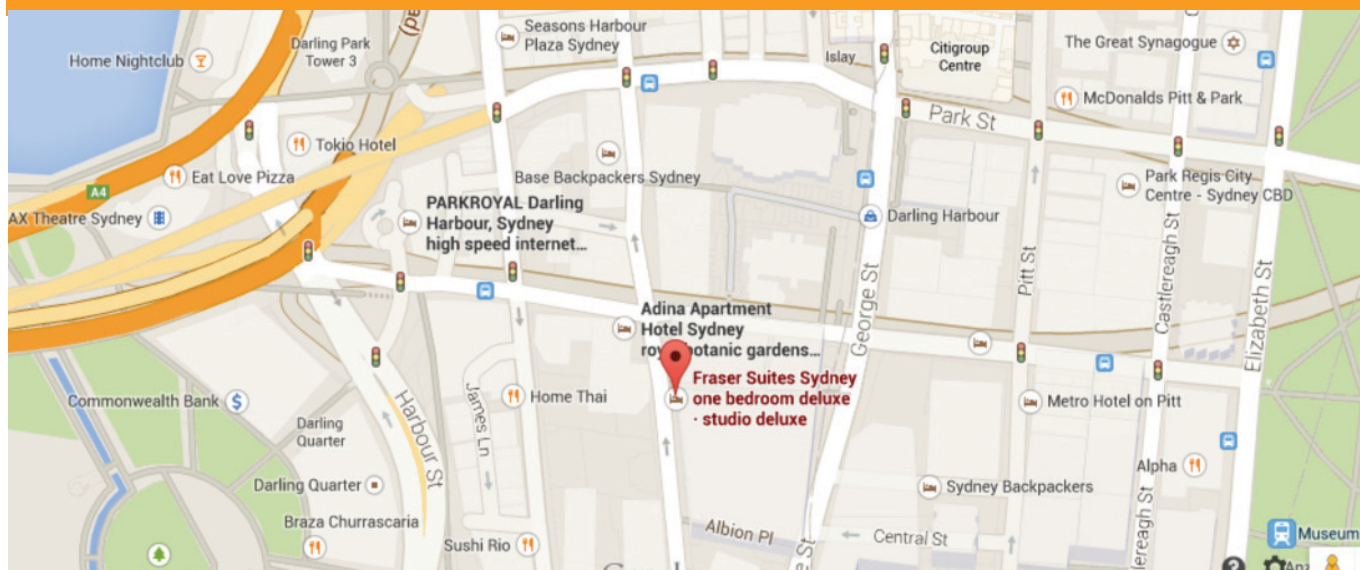 Seasons Harbour
Plaza Sydney
Darling Park
Tower 3
Home Nightclub
Islay
Citigroup
Centre
The Great Synagogue
McDonalds Pitt & Park
Park St
Tokio Hotel
Eat Love Pizza
A4
AX Theatre Sydney
Base Backpackers Sydney
PARKROYAL Darling
Harbour, Sydney
high speed internet...
Darling Harbour
Park Regis City
Centre - Sydney CBD
Pitt St
Castlereagh St
Elizabeth St
George St
Adina Apartment
Hotel Sydney
botanic gardens...
Fraser Suites Sydney
one bedroom deluxe
· studio deluxe
Commonwealth Bank
$
Harbour St
James Ln
Home Thai
Metro Hotel on Pitt
Darling
Quarter
Darling Quarter
Alpha
Sydney Backpackers
Braza Churrascaria
Sushi Rio
Albion Pl
Central St
e St
tlereagh St
Museum
?